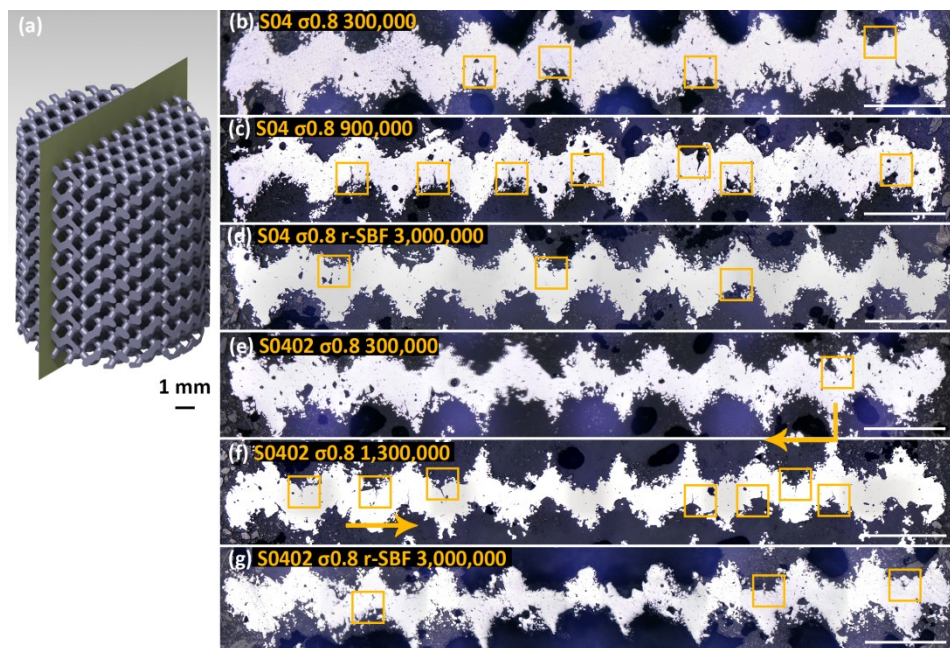 (a)
1 mm
(b) S04 σ0.8 300,000
(c) S04 σ0.8 900,000
(d) S04 σ0.8 r-SBF 3,000,000
(e) S0402 σ0.8 300,000
(f) S0402 σ0.8 1,300,000
(g) S0402 σ0.8 r-SBF 3,000,000